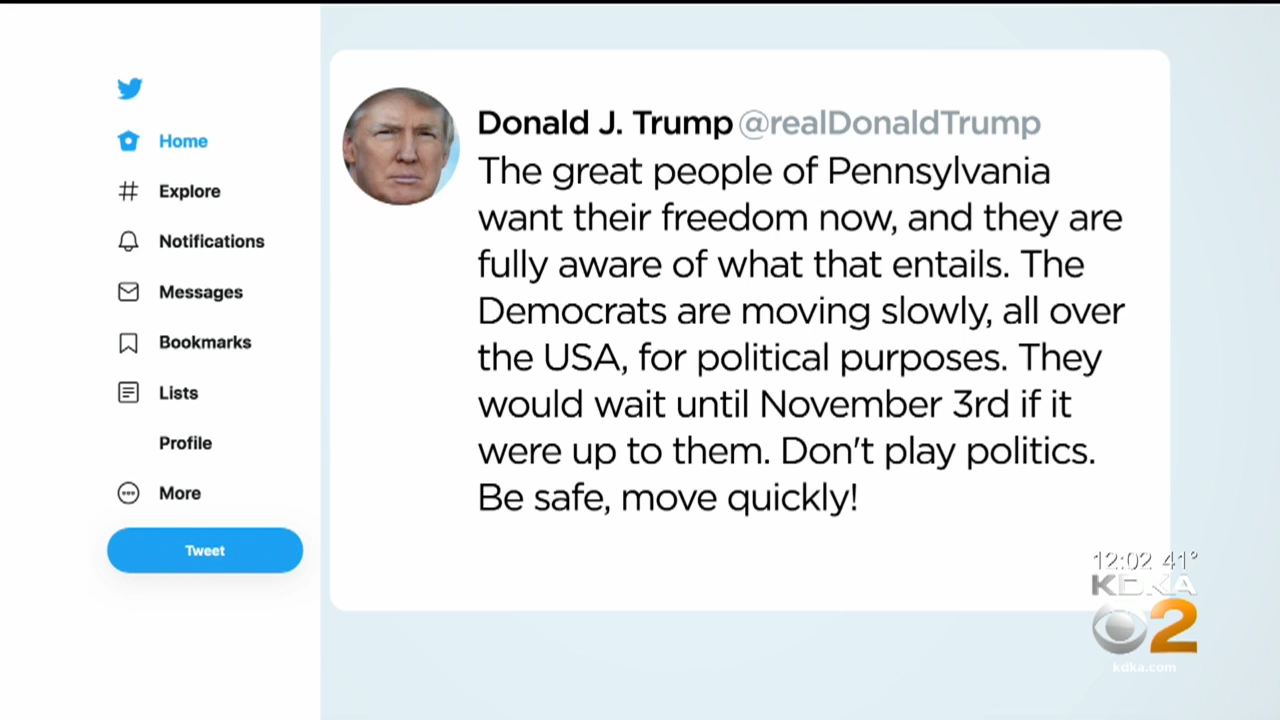 Home
Explore
Notifications
Messages
Bookmarks
Lists
Profile
More
Tweet
Donald J. Trump @realDonaldTrump
The great people of Pennsylvania
want their freedom now, and they are
fully aware of what that entails. The
Democrats are moving slowly, all over
the USA, for political purposes. They
would wait until November 3rd if it
were up to them. Don't play politics.
Be safe, move quickly!
12:02 41°
KDKA
2
kdka.com